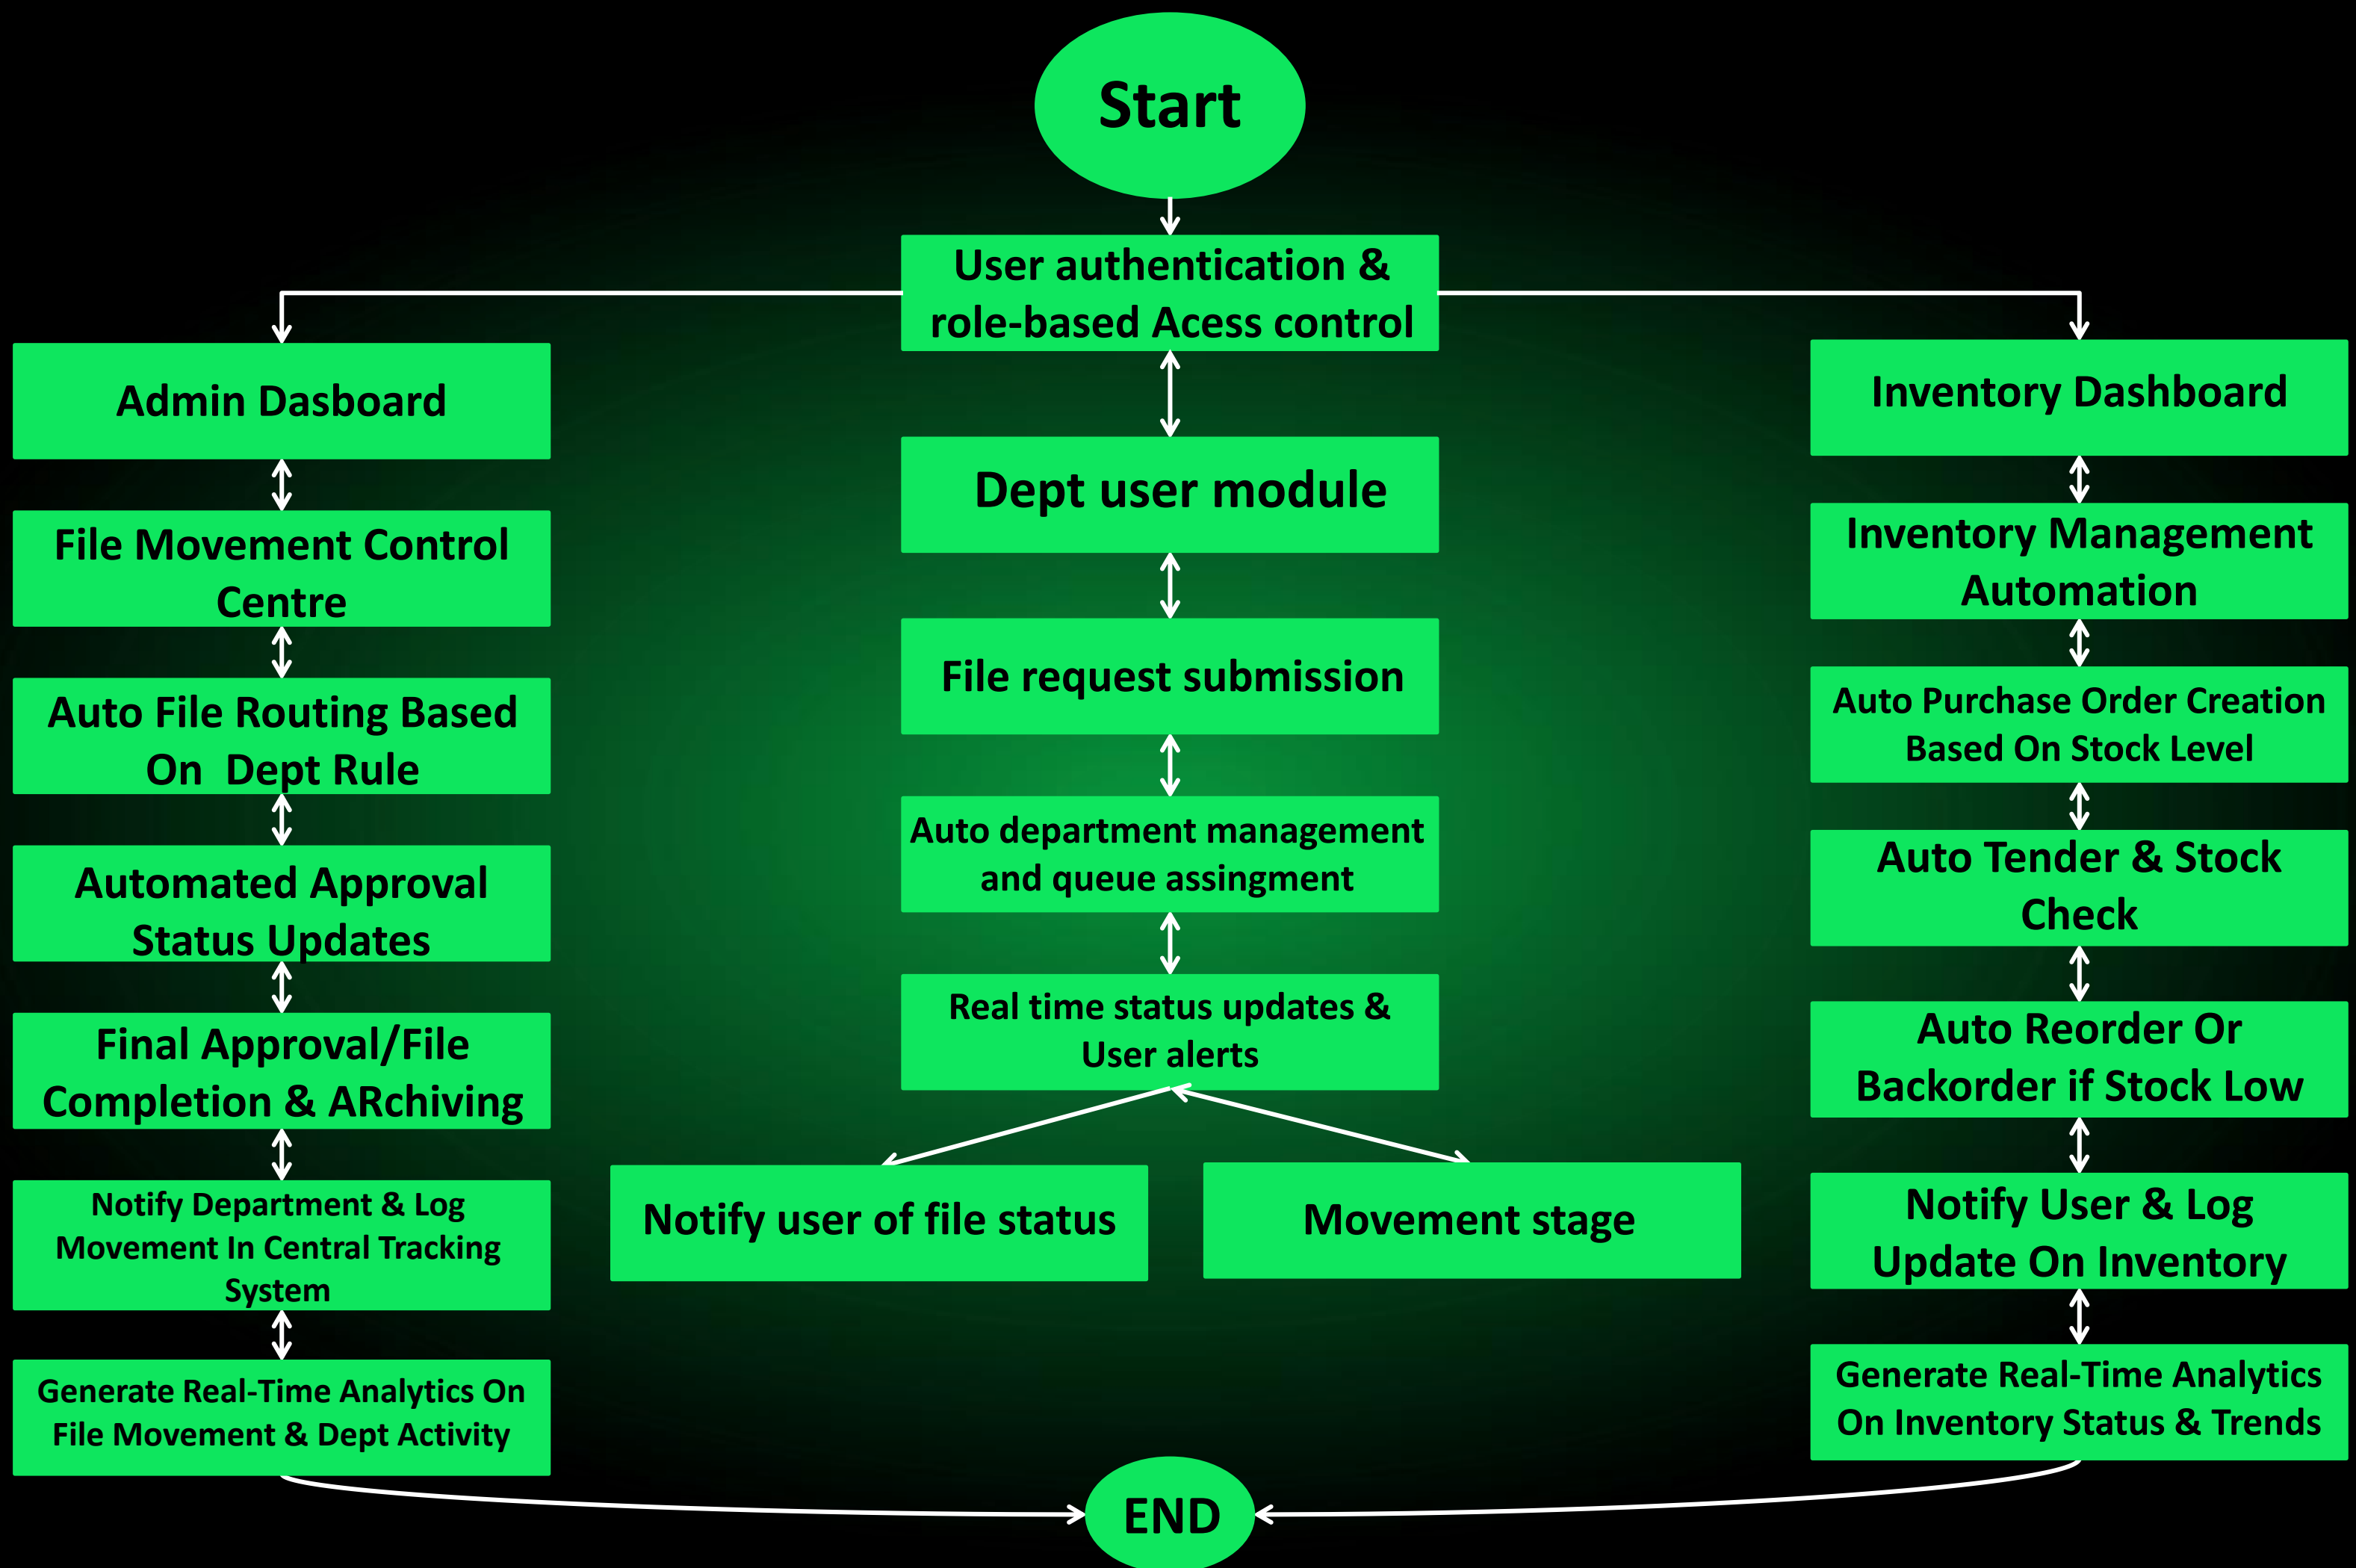 Start
User authentication &
role-based Acess control
Admin Dasboard
File Movement Control
Centre
Auto File Routing Based
On  Dept Rule
Automated Approval
Status Updates
Final Approval/File
Completion & ARchiving
Notify Department & Log
Movement In Central Tracking
System
Generate Real-Time Analytics On
File Movement & Dept Activity
Dept user module
File request submission
Auto department management
and queue assingment
Real time status updates &
User alerts
Notify user of file status
Movement stage
Inventory Dashboard
Inventory Management
Automation
Auto Purchase Order Creation
Based On Stock Level
Auto Tender & Stock
Check
Auto Reorder Or
Backorder if Stock Low
Notify User & Log
Update On Inventory
Generate Real-Time Analytics
On Inventory Status & Trends
END